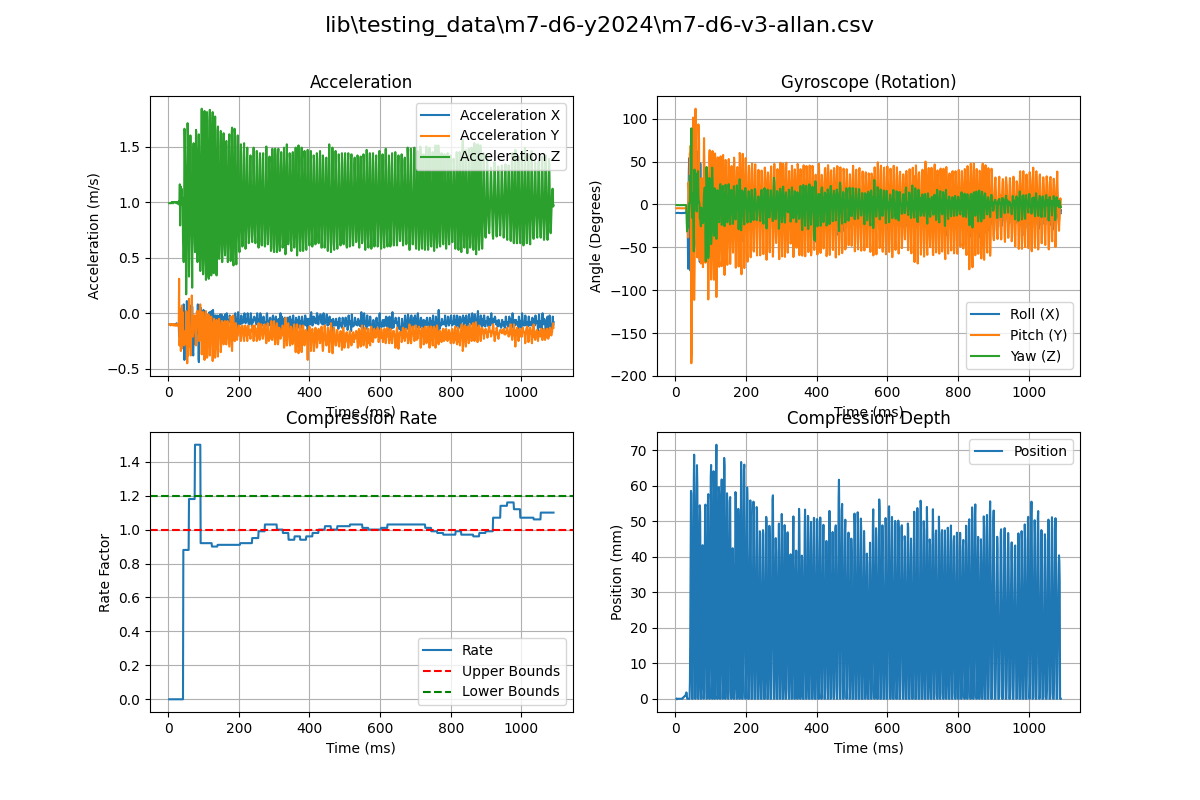 lib\testing_data\m7-d6-y2024\m7-d6-v3-allan.csv
Acceleration
Acceleration (m/s)
1.5
1.0
0.5
0.0
−0.5
Acceleration X
Acceleration Y
Acceleration Z
0 200 400 600 800 1000
Time (ms)
Gyroscope (Rotation)
Angle (Degrees)
100
50
0
−50
−100
−150
−200
Roll (X)
Pitch (Y)
Yaw (Z)
0 200 400 600 800 1000
Time (ms)
Compression Rate
Rate Factor
1.4
1.2
1.0
0.8
0.6
0.4
0.2
0.0
Rate
Upper Bounds
Lower Bounds
0 200 400 600 800 1000
Time (ms)
Compression Depth
Position (mm)
70
60
50
40
30
20
10
0
Position
0 200 400 600 800 1000
Time (ms)